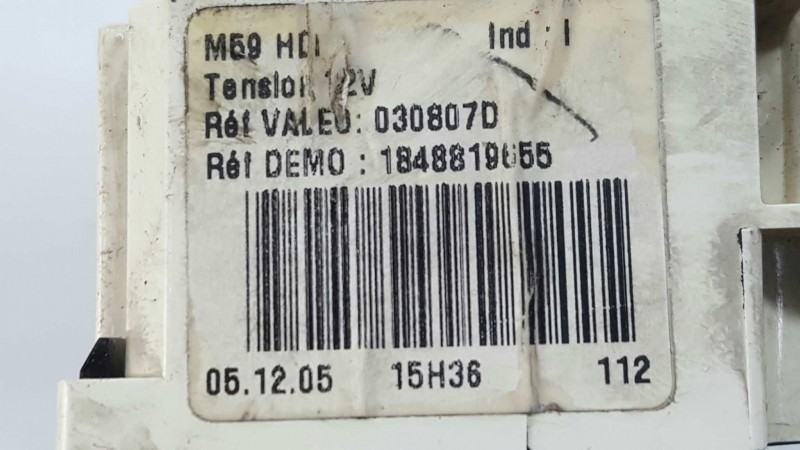 M59 HDI
Ind : I
Tension 12V
Réf VALEO: 030807D
Réf DEMO : 1848819655
05.12.05 15H36 112